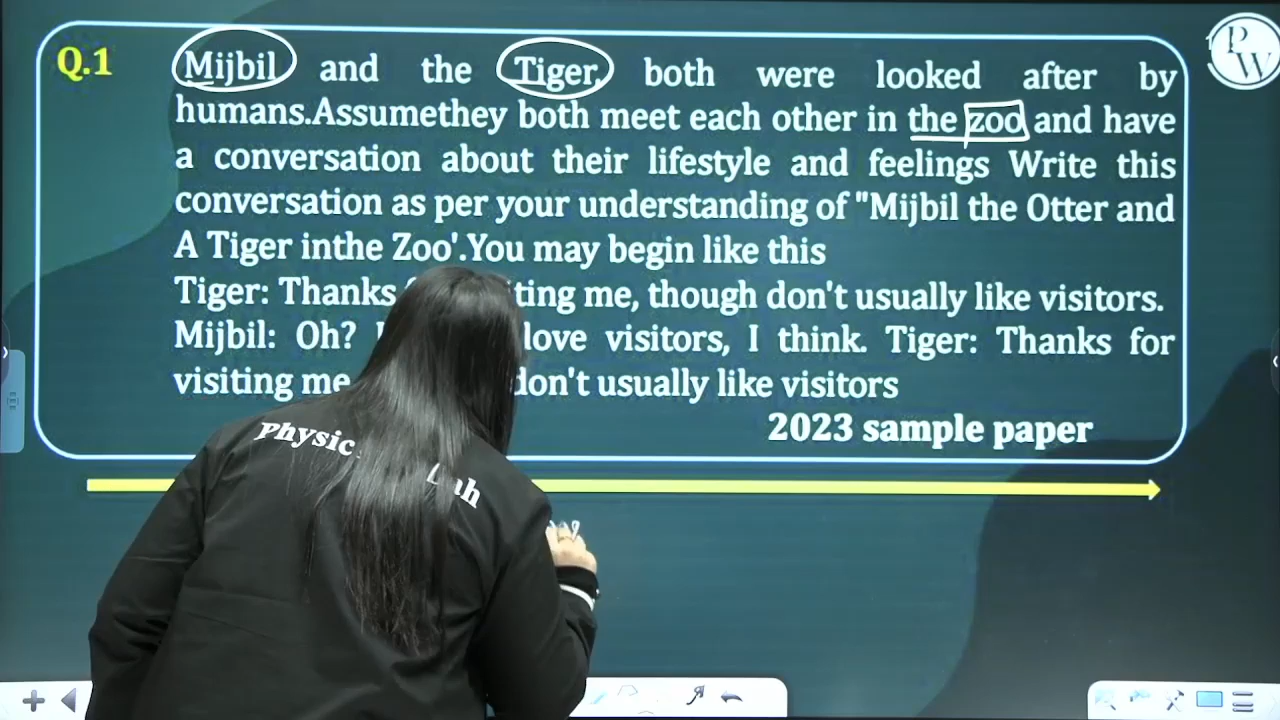 Q.1 Mijbil and the Tiger, both were looked after by
humans.Assumethey both meet each other in the zoo and have
a conversation about their lifestyle and feelings Write this
conversation as per your understanding of "Mijbil the Otter and
A Tiger inthe Zoo'.You may begin like this
Tiger: Thanks ting me, though don't usually like visitors.
Mijbil: Oh? love visitors, I think. Tiger: Thanks for
visiting me don't usually like visitors
2023 sample paper
Physic
ah
P
W